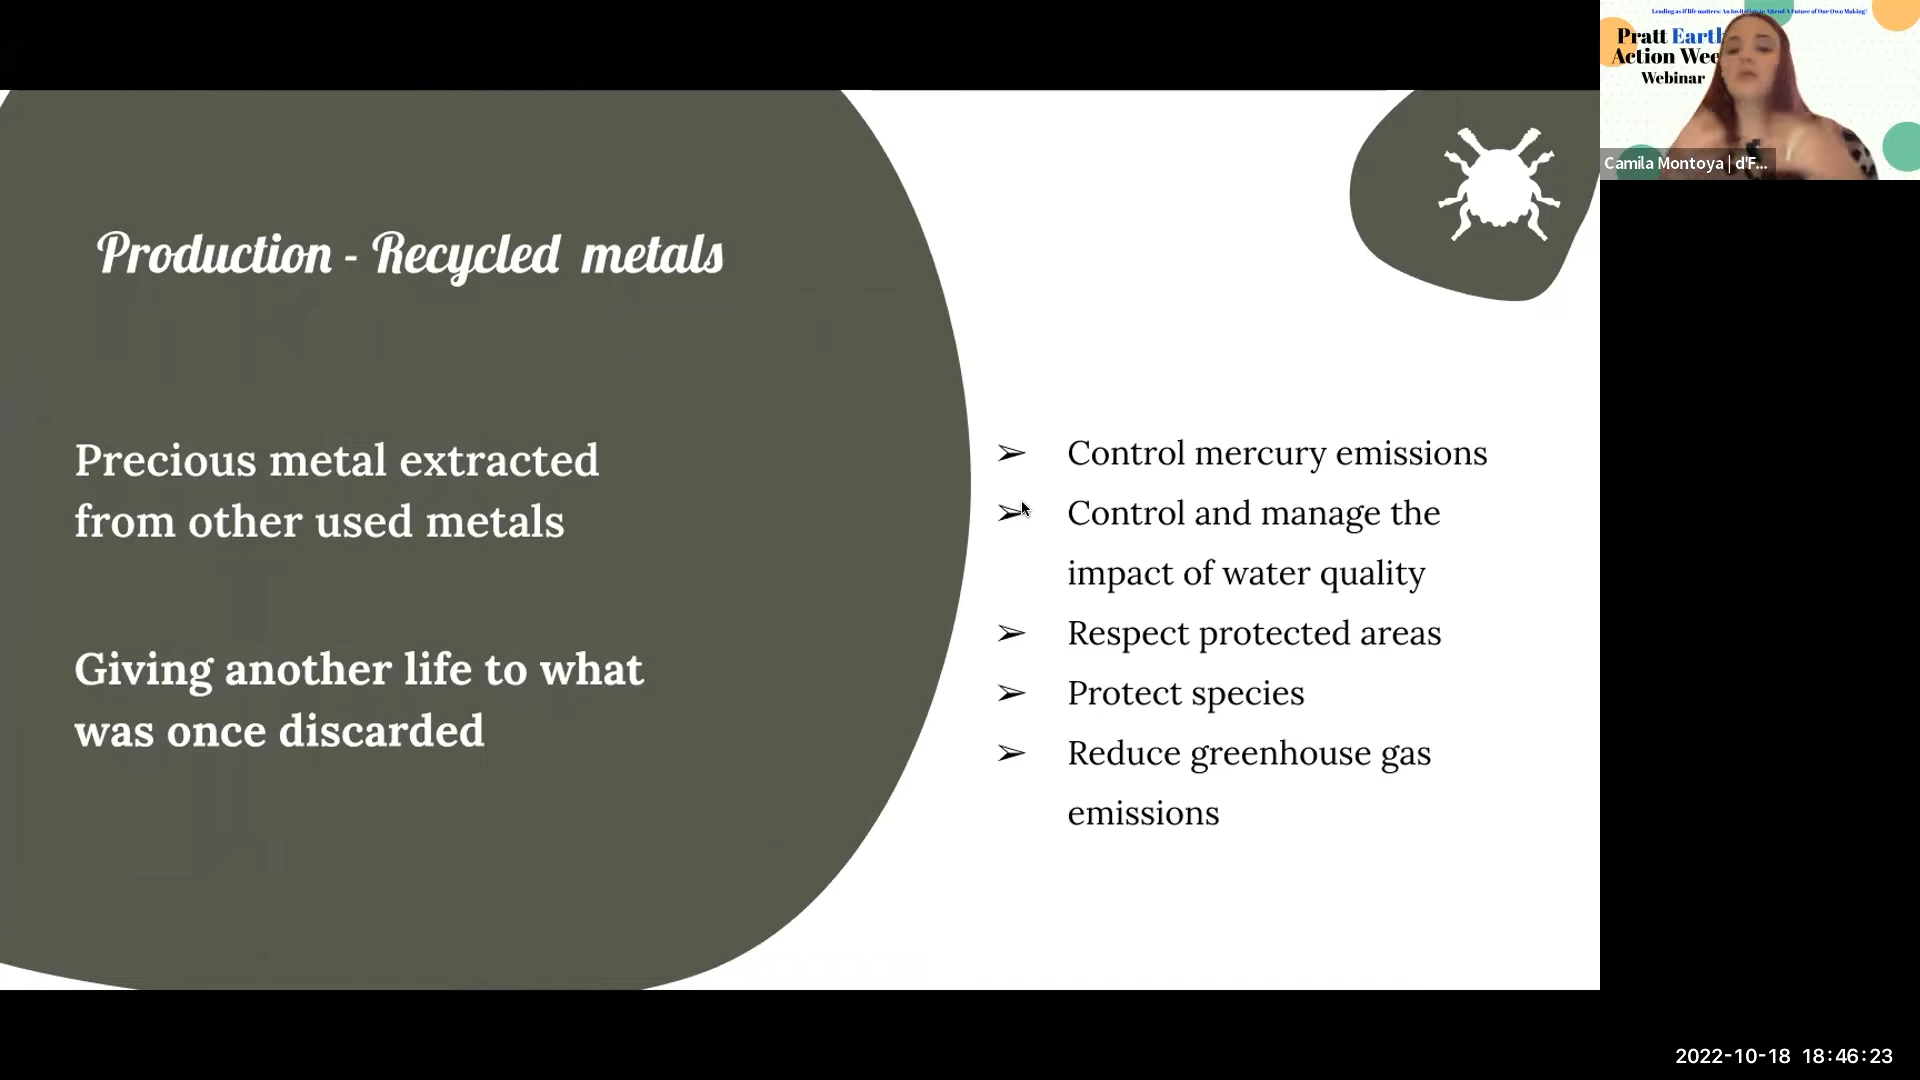 Leading as if life matters: An Invitation to Attend A Future of Our Own Making!
Pratt Earth
Action Wee
Webinar
Camila Montoya | d'F...
Production - Recycled metals
Precious metal extracted
from other used metals
Giving another life to what
was once discarded
➢ Control mercury emissions
➢ Control and manage the
impact of water quality
➢ Respect protected areas
➢ Protect species
➢ Reduce greenhouse gas
emissions
2022-10-18 18:46:23